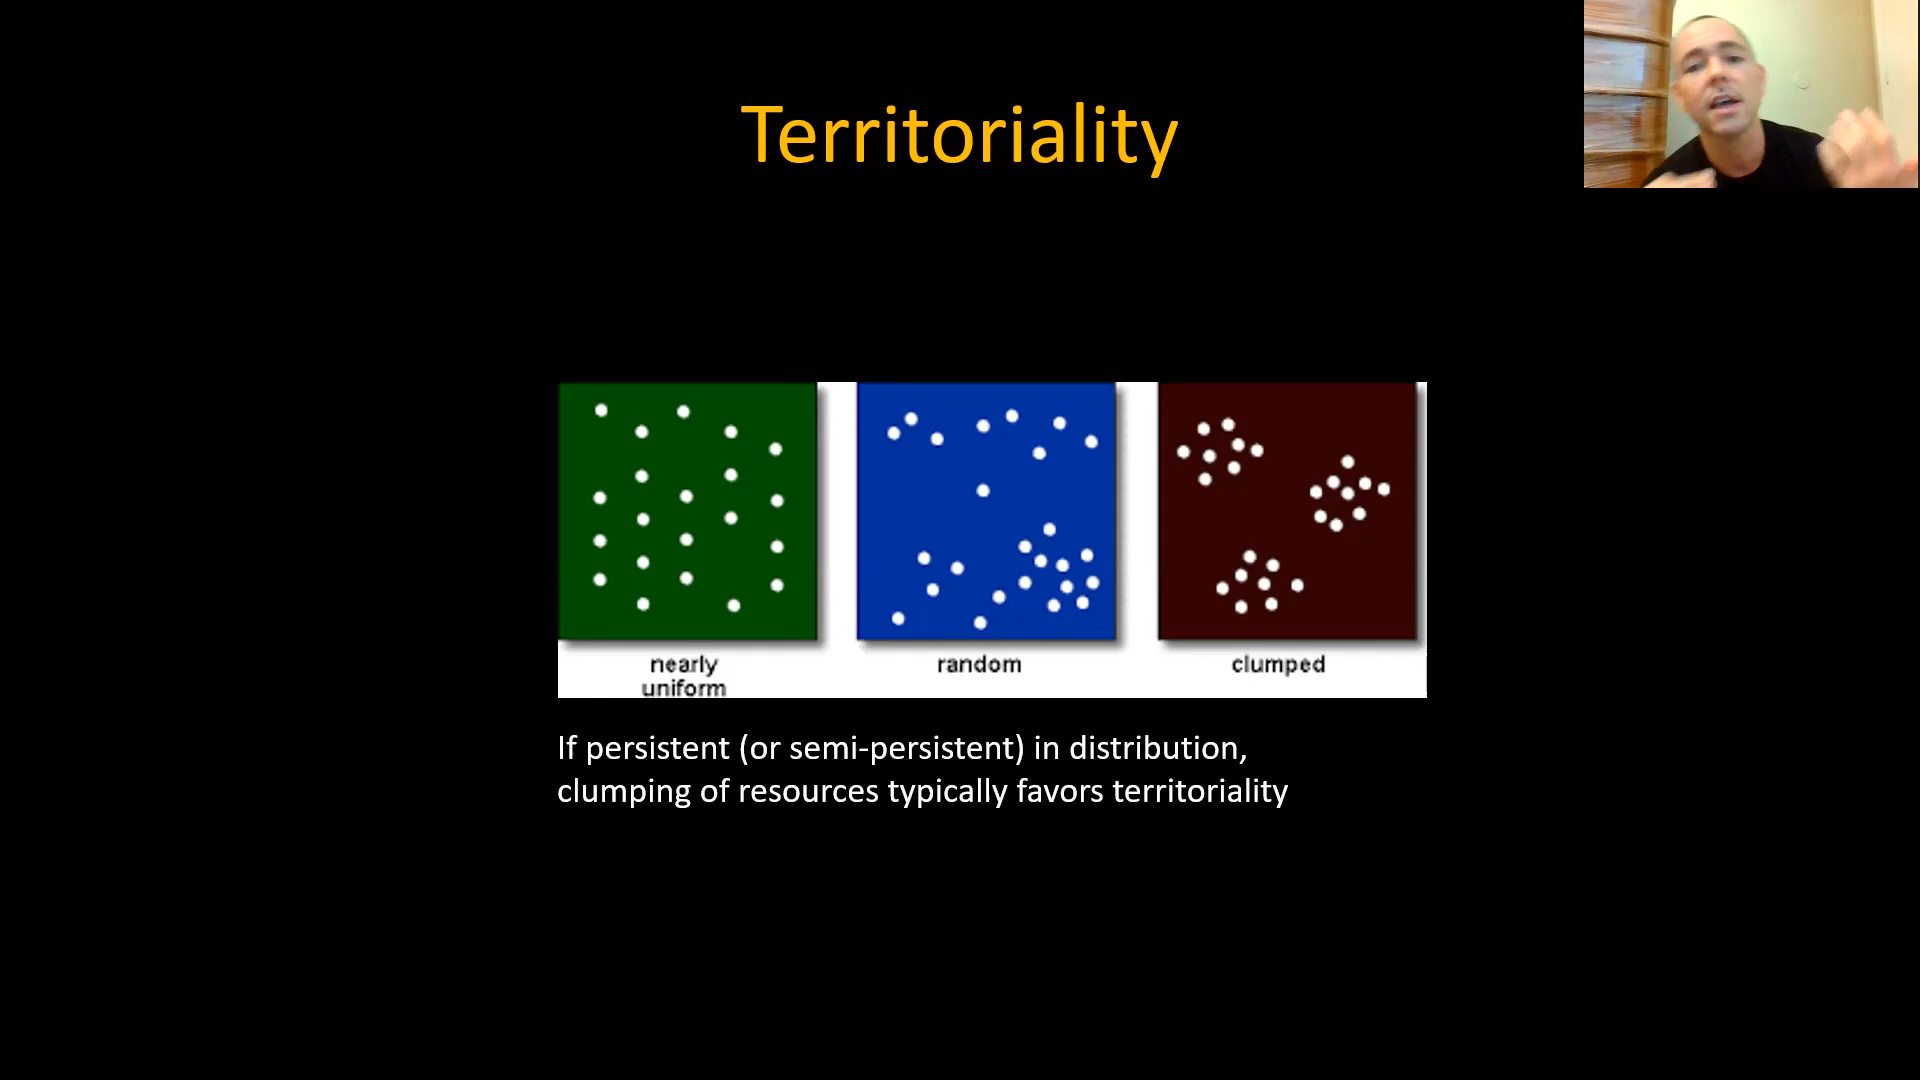 Territoriality
nearly
uniform
random
clumped
If persistent (or semi-persistent) in distribution,
clumping of resources typically favors territoriality